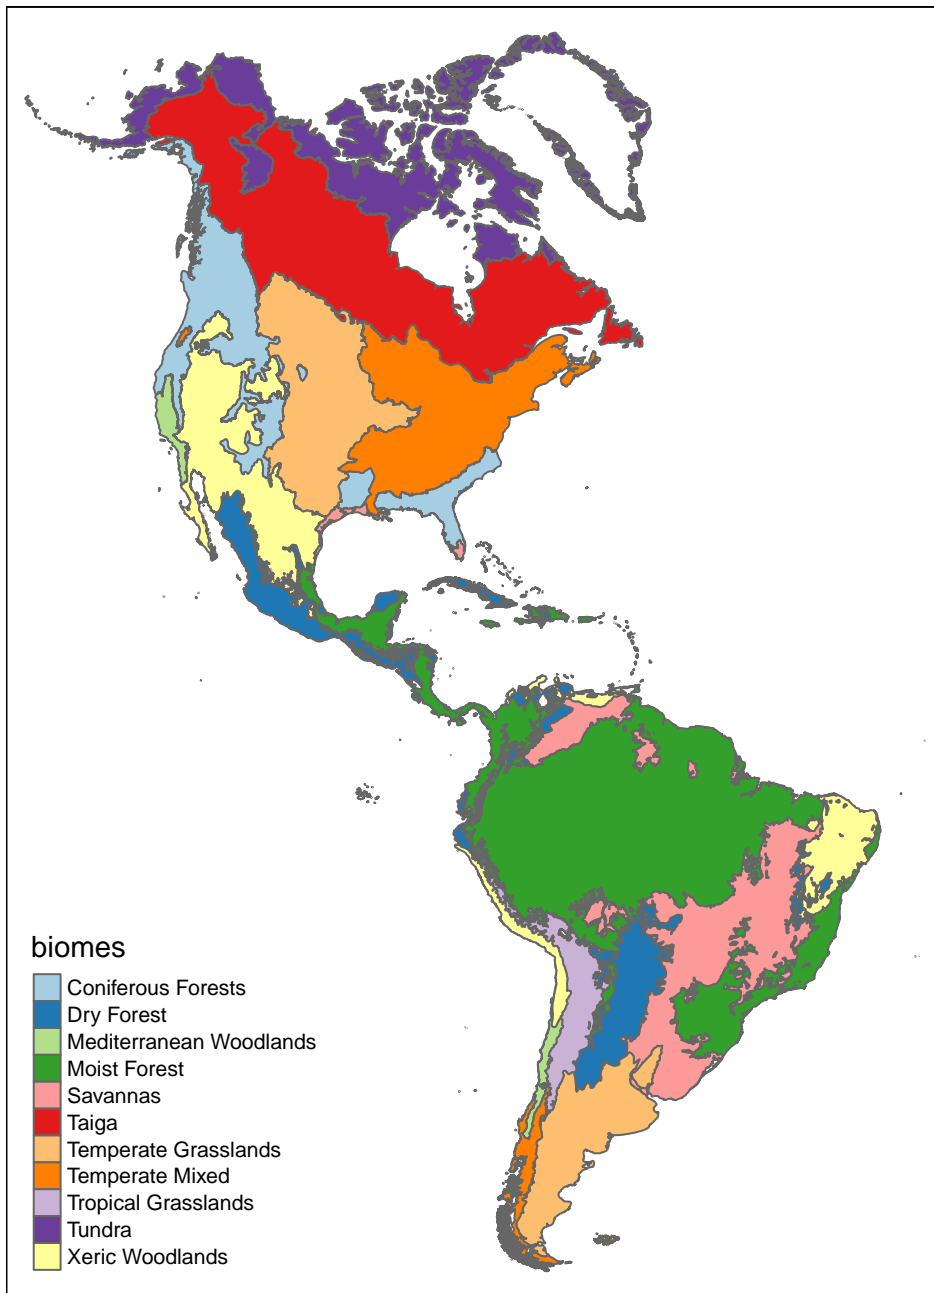 biomes
Coniferous Forests
Dry Forest
Mediterranean Woodlands
Moist Forest
Savannas
Taiga
Temperate Grasslands
Temperate Mixed
Tropical Grasslands
Tundra
Xeric Woodlands